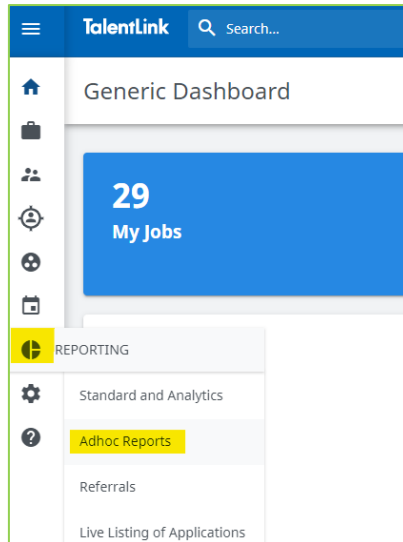 TalentLink Search...
Generic Dashboard
29
My Jobs
REPORTING
Standard and Analytics
Adhoc Reports
Referrals
Live Listing of Applications